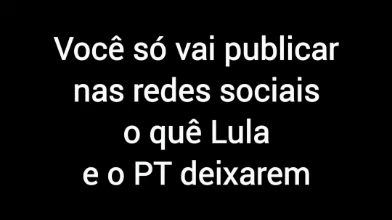 Você só vai publicar
nas redes sociais
o quê Lula
e o PT deixarem